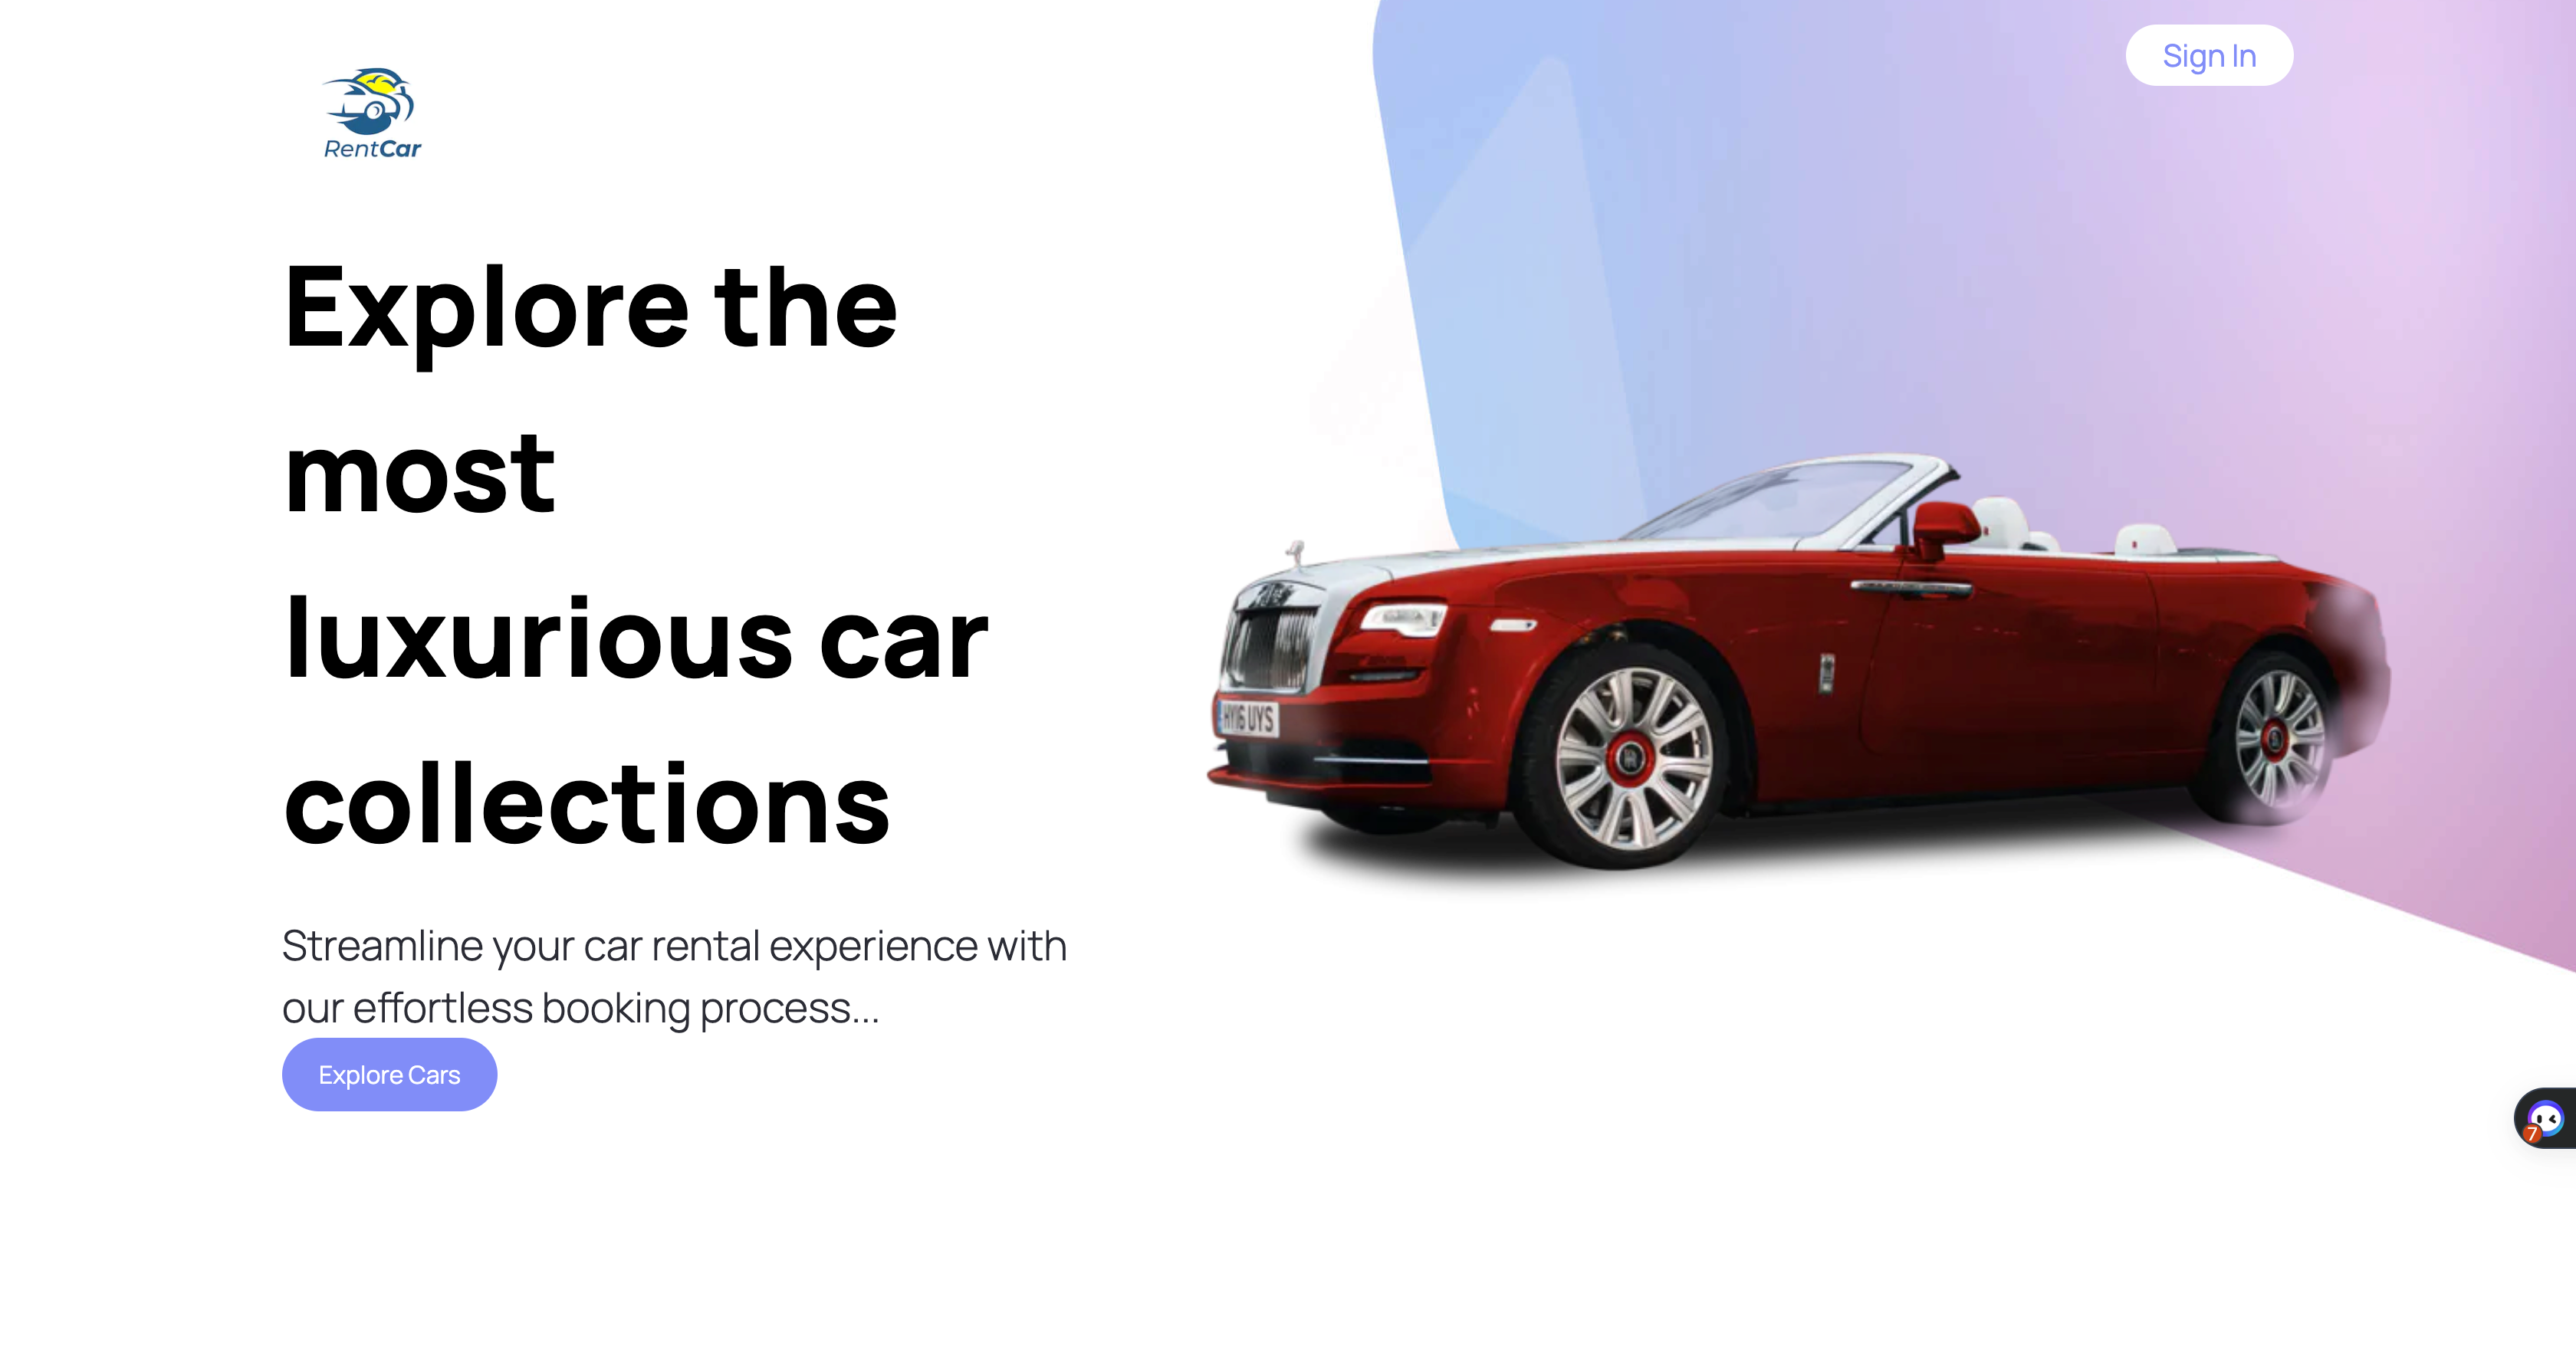 RentCar
Sign In
Explore the
most
luxurious car
collections
Streamline your car rental experience with
our effortless booking process...
Explore Cars
HY16 UYS
7